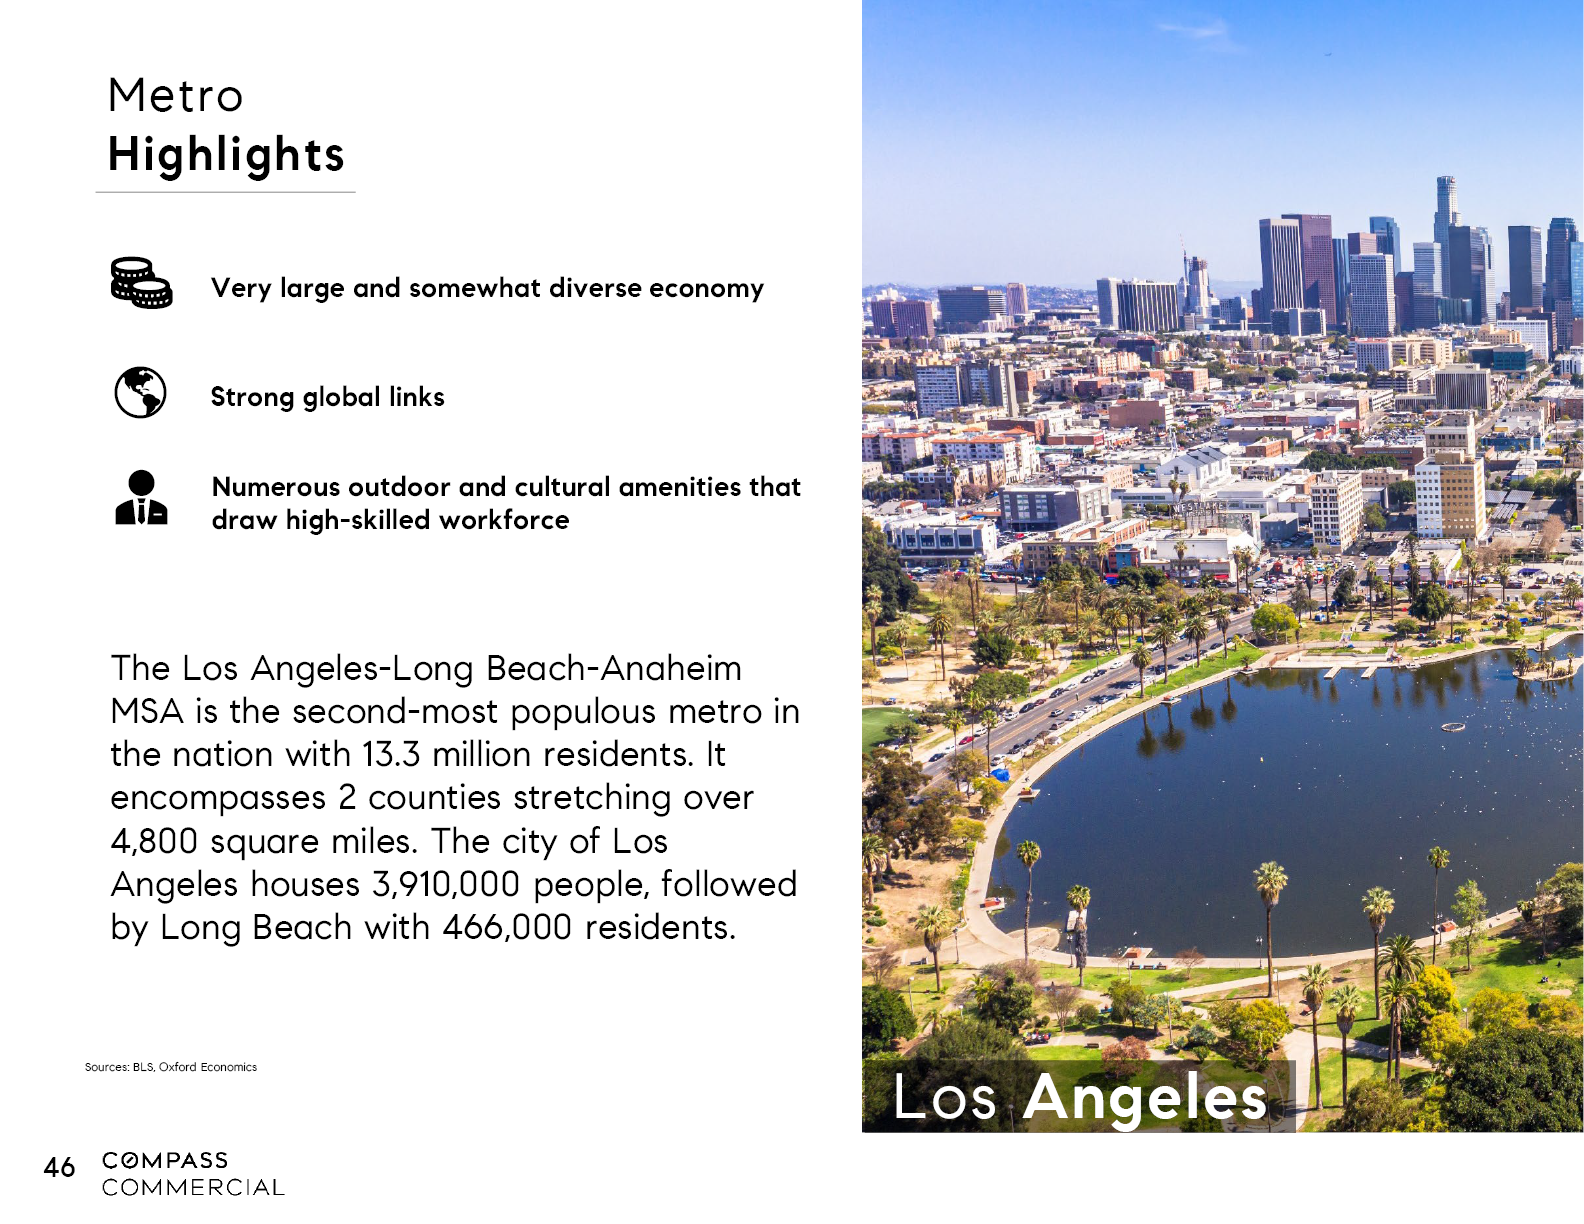 Metro
Highlights
Very large and somewhat diverse economy
Strong global links
Numerous outdoor and cultural amenities that
draw high-skilled workforce
The Los Angeles-Long Beach-Anaheim
MSA is the second-most populous metro in
the nation with 13.3 million residents. It
encompasses 2 counties stretching over
4,800 square miles. The city of Los
Angeles houses 3,910,000 people, followed
by Long Beach with 466,000 residents.
Sources: BLS, Oxford Economics
WESTLAKE
Los Angeles
46
COMPASS
COMMERCIAL